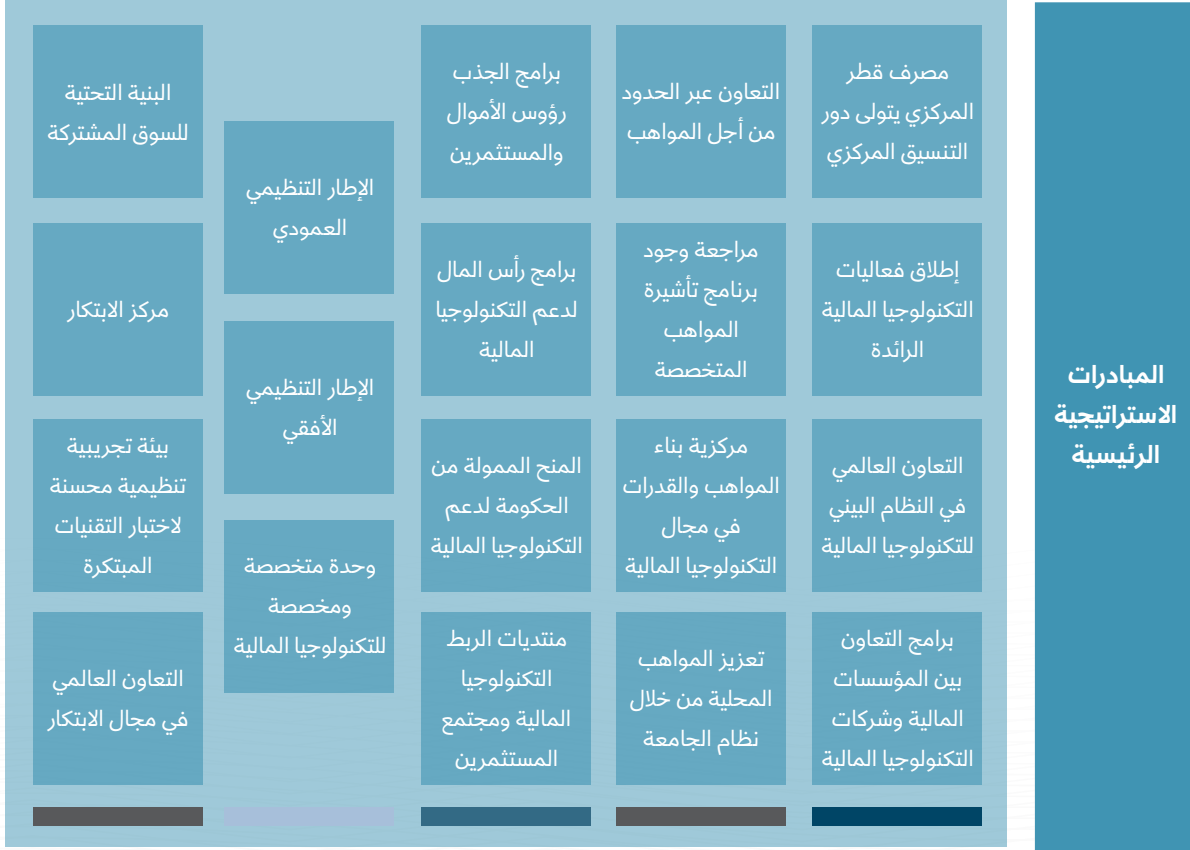 المبادرات
الاستراتيجية
الرئيسية
مصرف قطر
المركزي يتولى دور
التنسيق المركزي
إطلاق فعاليات
التكنولوجيا المالية
الرائدة
التعاون العالمي
في النظام البيني
للتكنولوجيا المالية
برامج التعاون
بين المؤسسات
المالية وشركات
التكنولوجيا المالية
التعاون عبر الحدود
من أجل المواهب
مراجعة وجود
برنامج تأشيرة
المواهب
المتخصصة
مركزية بناء
المواهب والقدرات
في مجال
التكنولوجيا المالية
تعزيز المواهب
المحلية من خلال
نظام الجامعة
برامج الجذب
رؤوس الأموال
والمستثمرين
برامج رأس المال
لدعم التكنولوجيا
المالية
المنح الممولة من
الحكومة لدعم
التكنولوجيا المالية
منتديات الربط
التكنولوجيا
المالية ومجتمع
المستثمرين
الإطار التنظيمي
العمودي
الإطار التنظيمي
الأفقي
وحدة متخصصة
ومخصصة
للتكنولوجيا المالية
البنية التحتية
للسوق المشتركة
مركز الابتكار
بيئة تجريبية
تنظيمية محسنة
لاختبار التقنيات
المبتكرة
التعاون العالمي
في مجال الابتكار